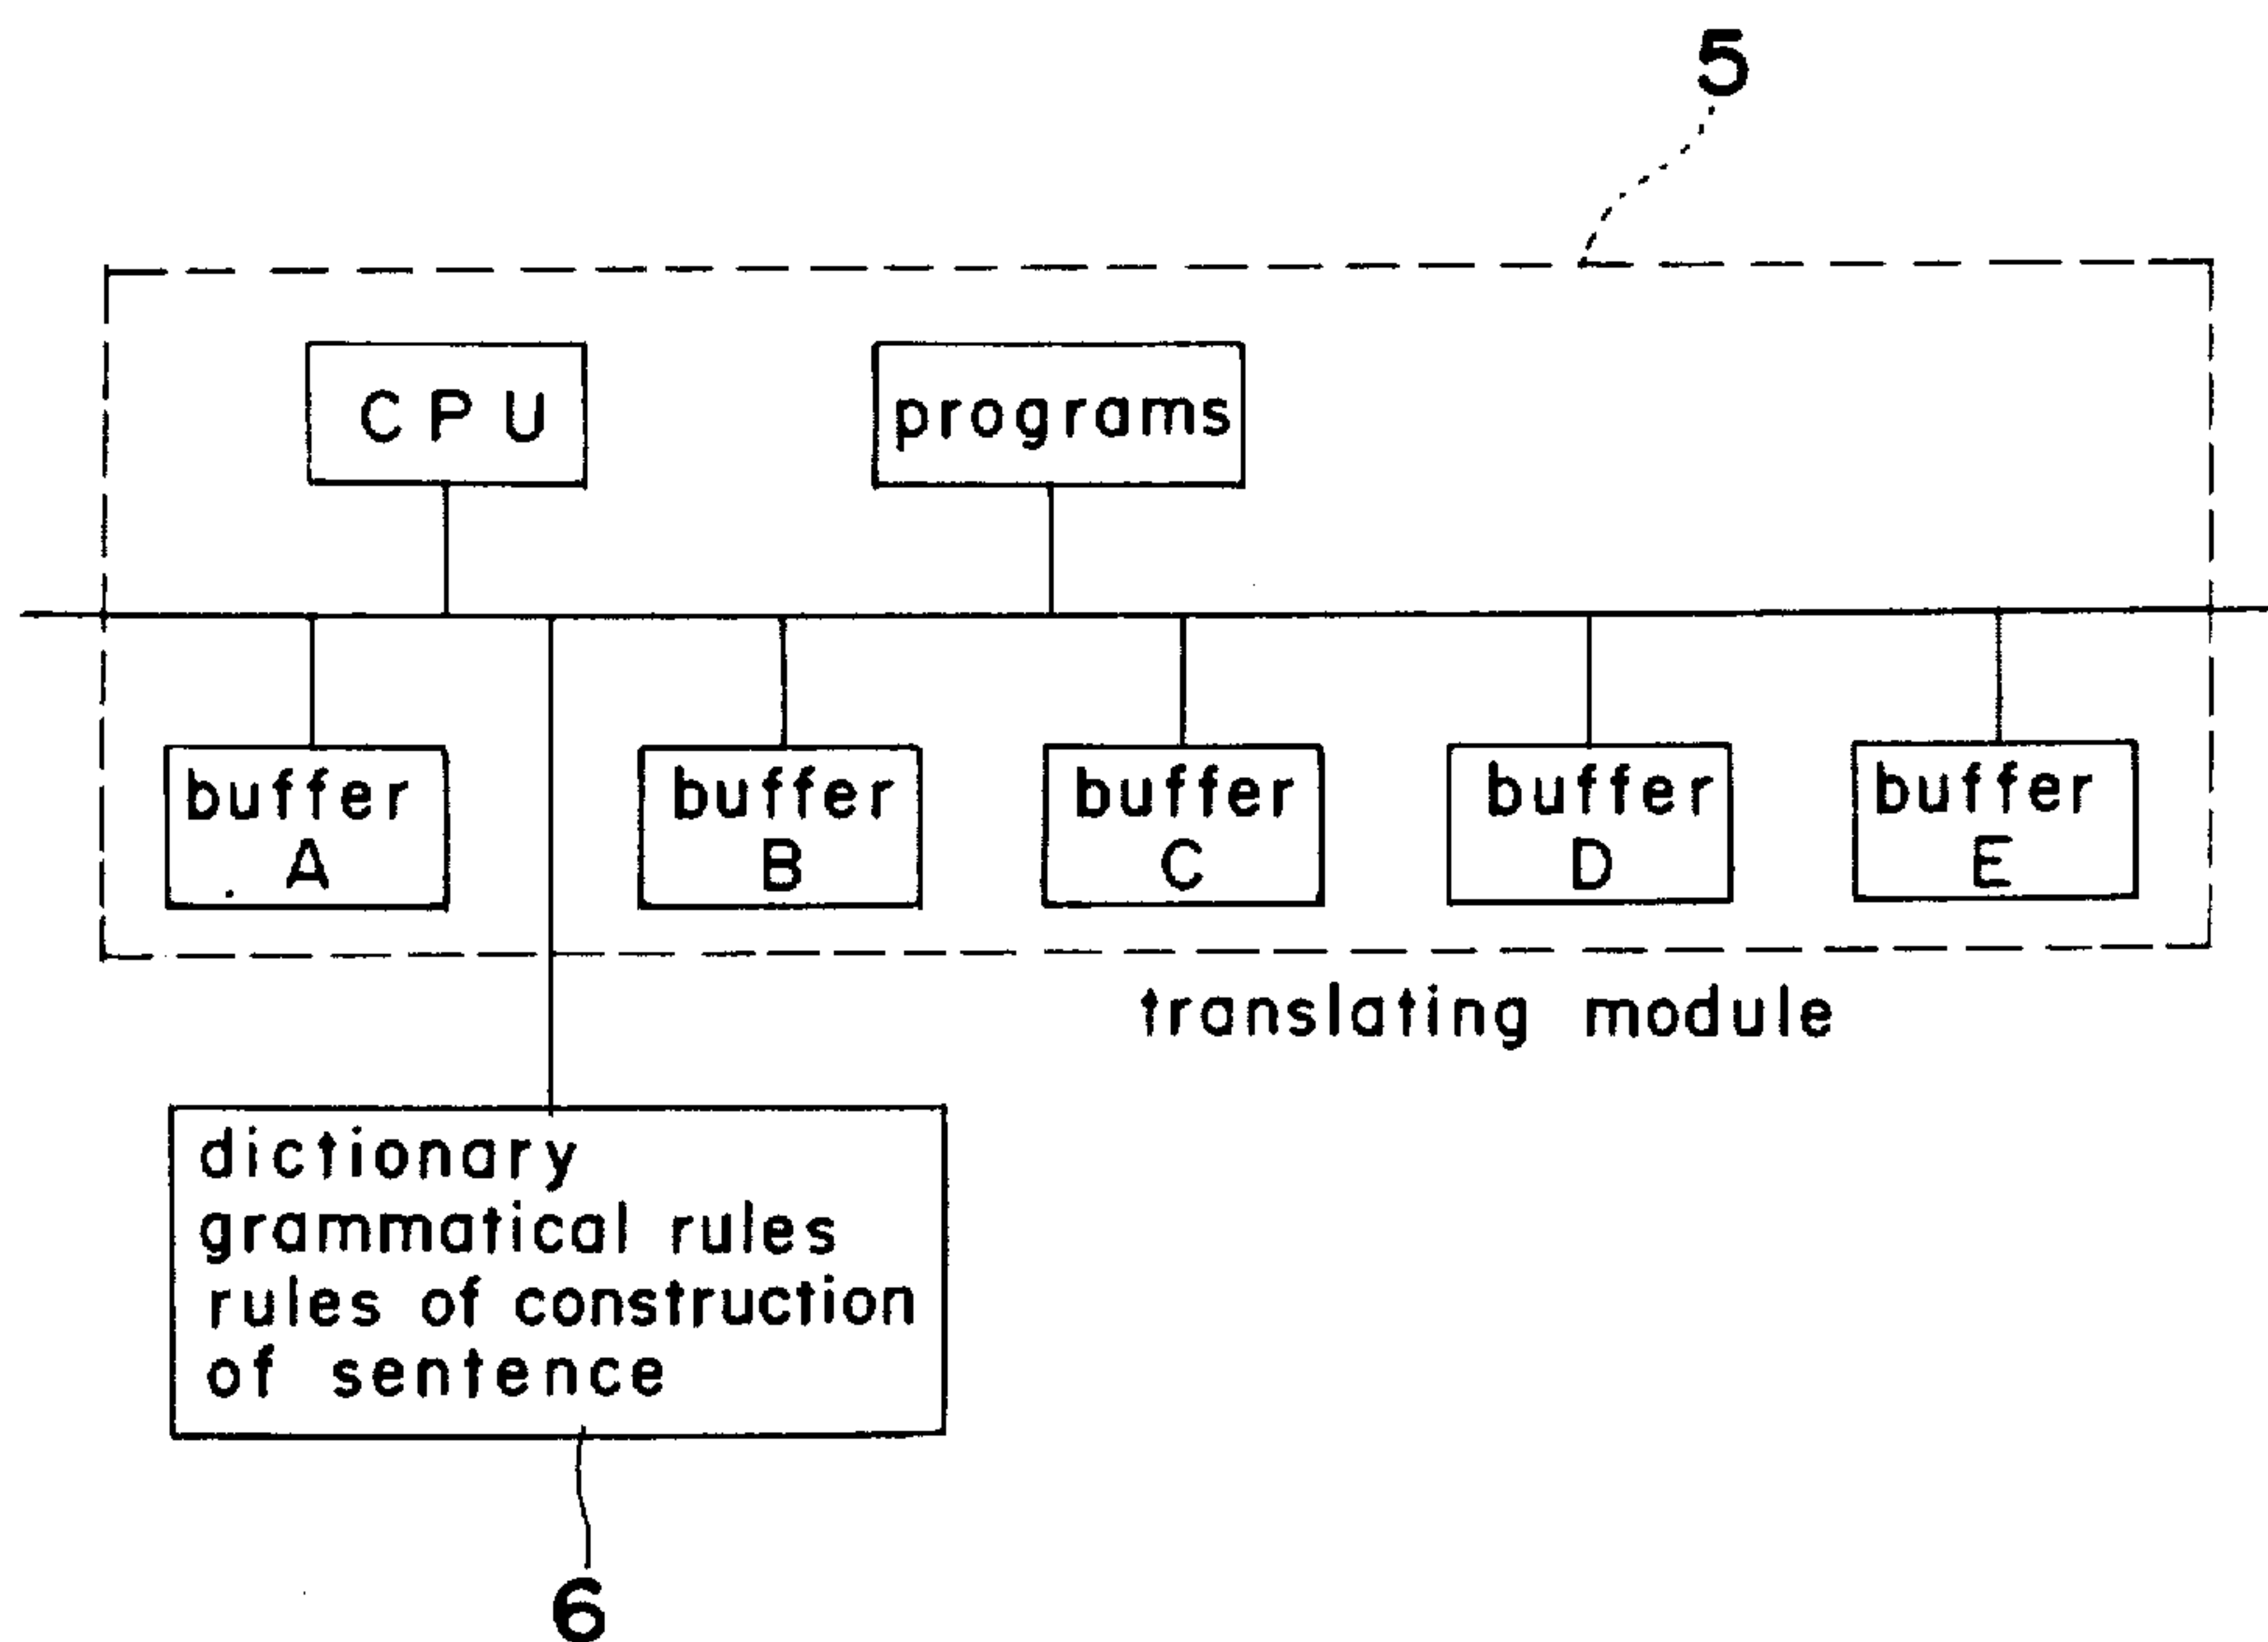 5
CPU
programs
buffer
A
buffer
B
buffer
C
buffer
D
buffer
E
translating module
dictionary
grammatical rules
rules of construction
of sentence
6